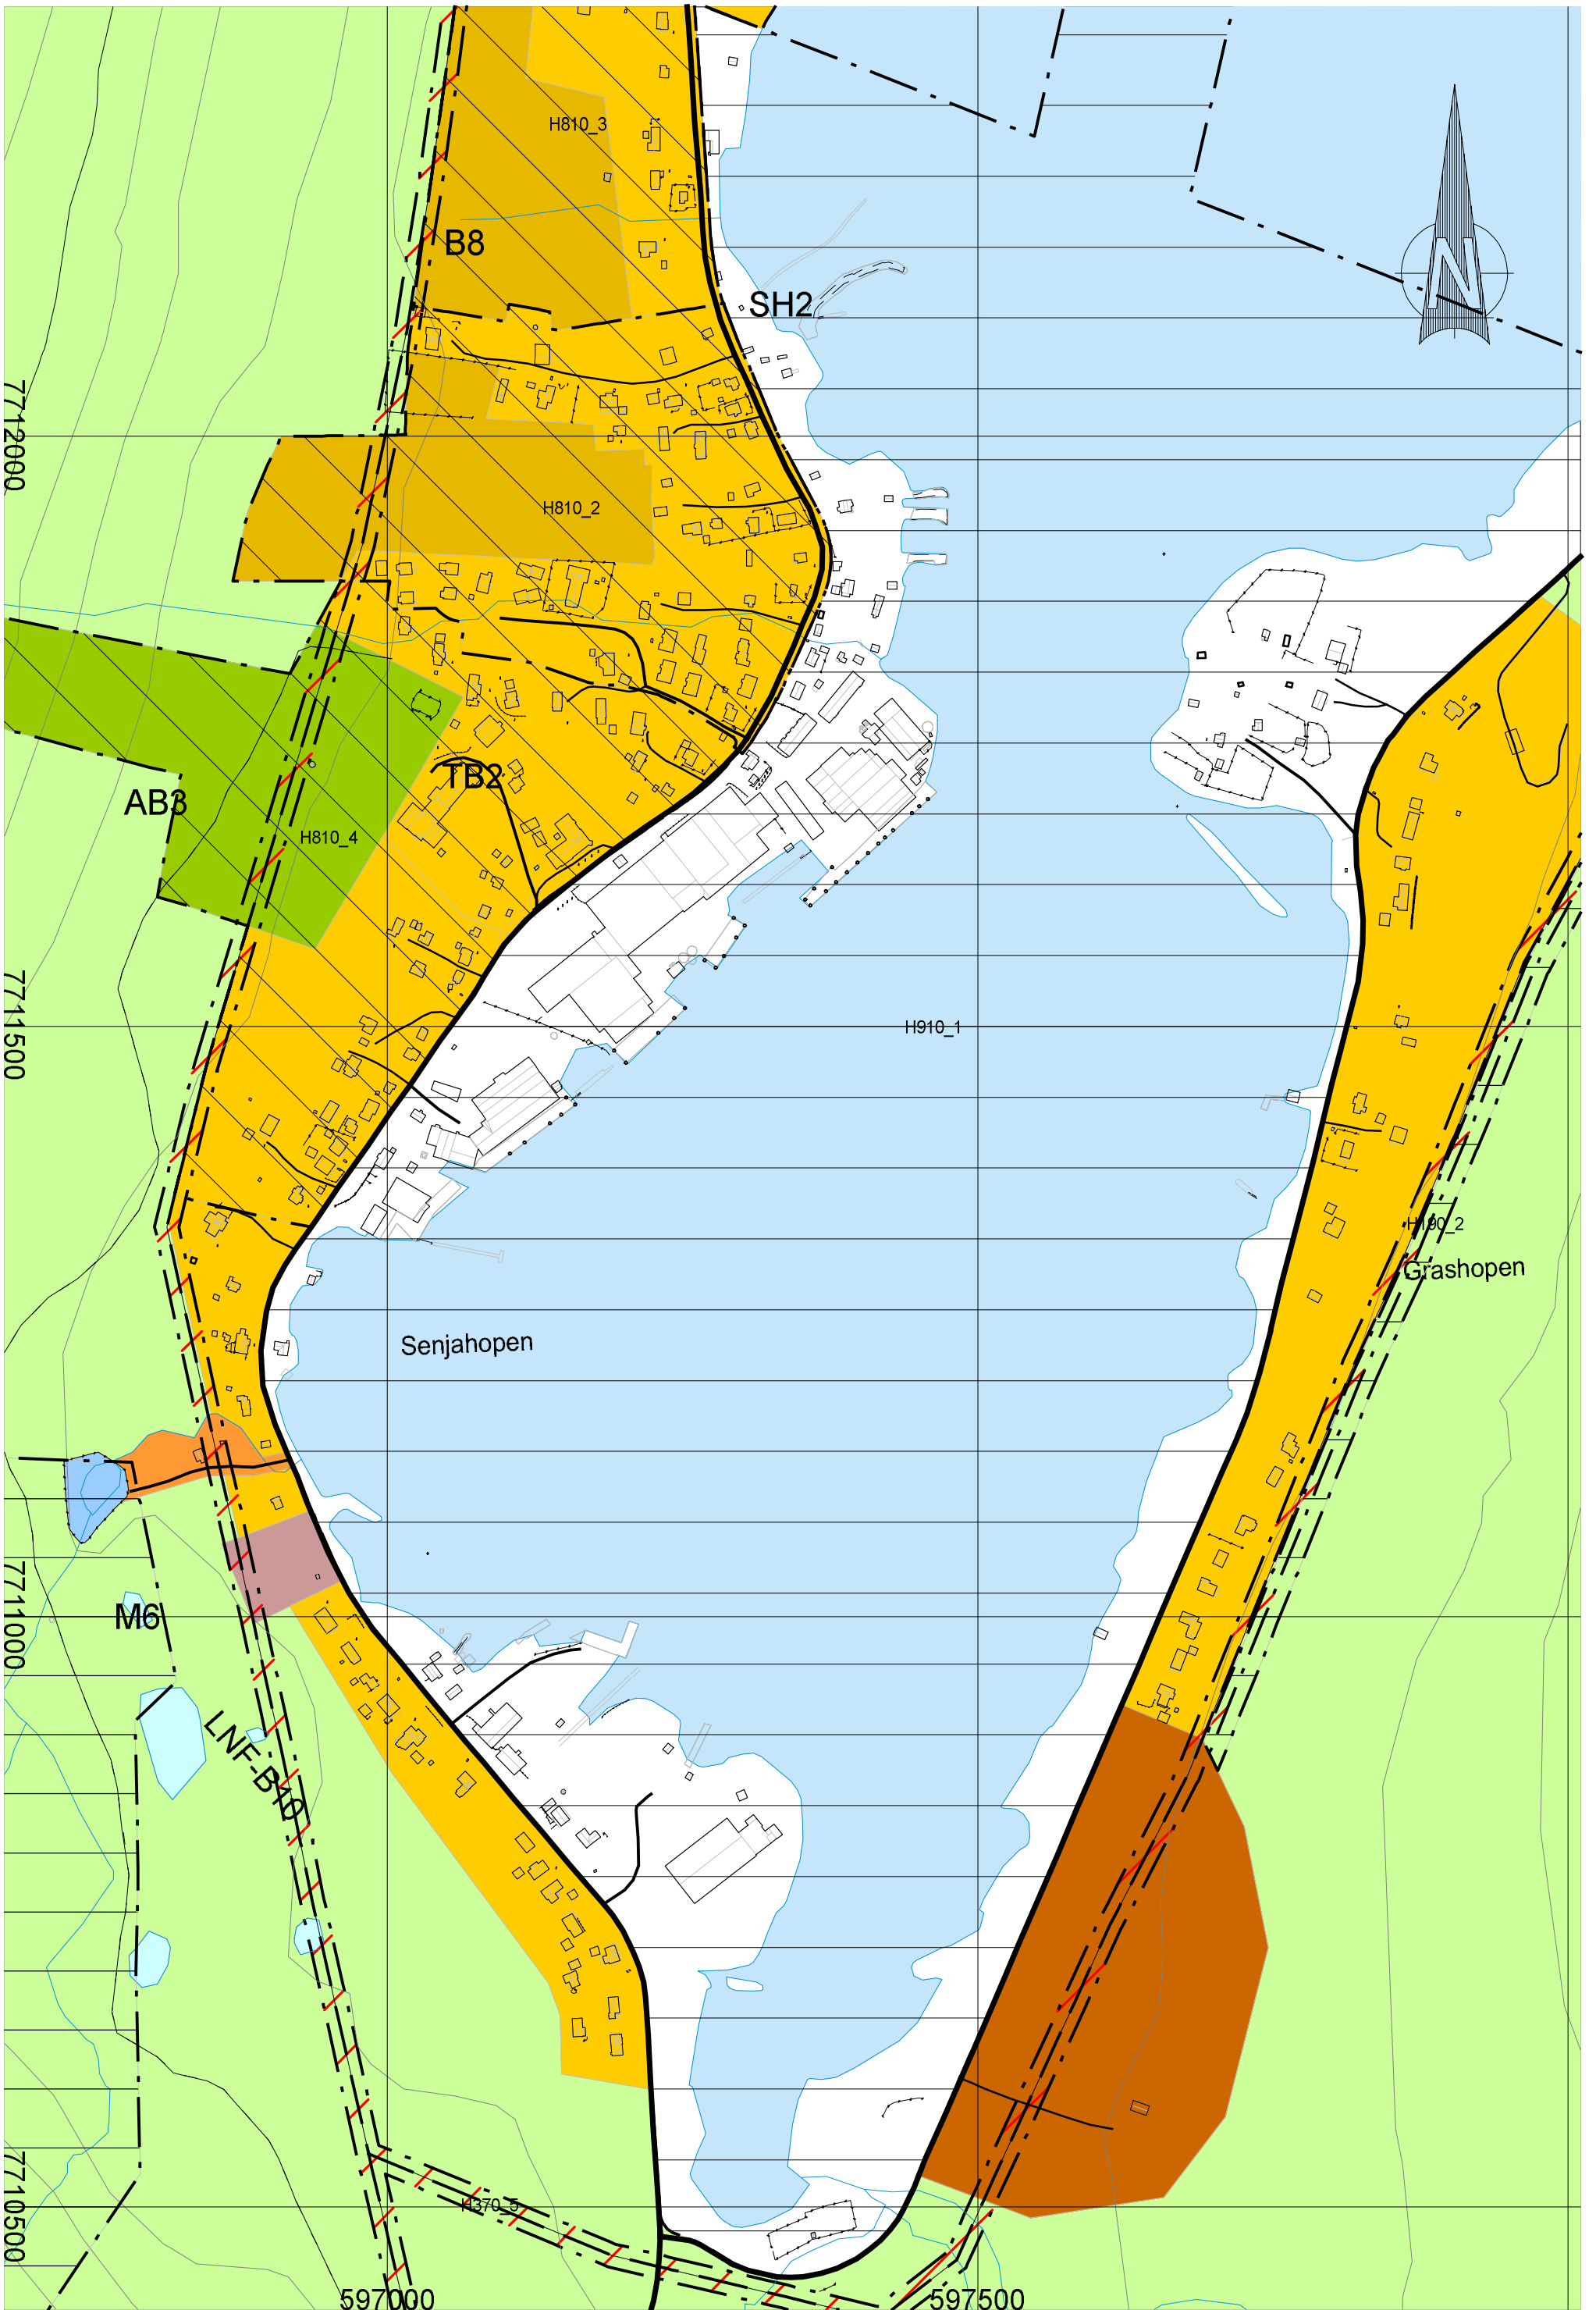 H810_3
B8
SH2
N
7712000
H810_2
TB2
AB3
H810_4
7711500
H910_1
H190_2
Grashopen
Senjahopen
7711000
M6
LNF-B10
7710500
H370_5
597000
597500